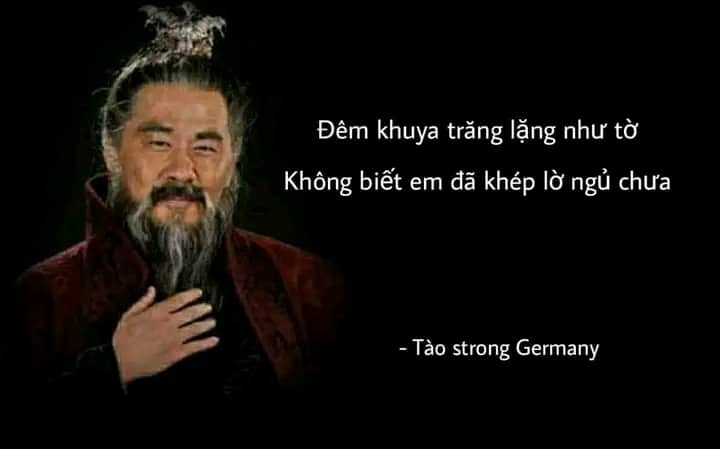 Đêm khuya trăng lặng như tờ
Không biết em đã khép lờ ngủ chưa
- Tào strong Germany